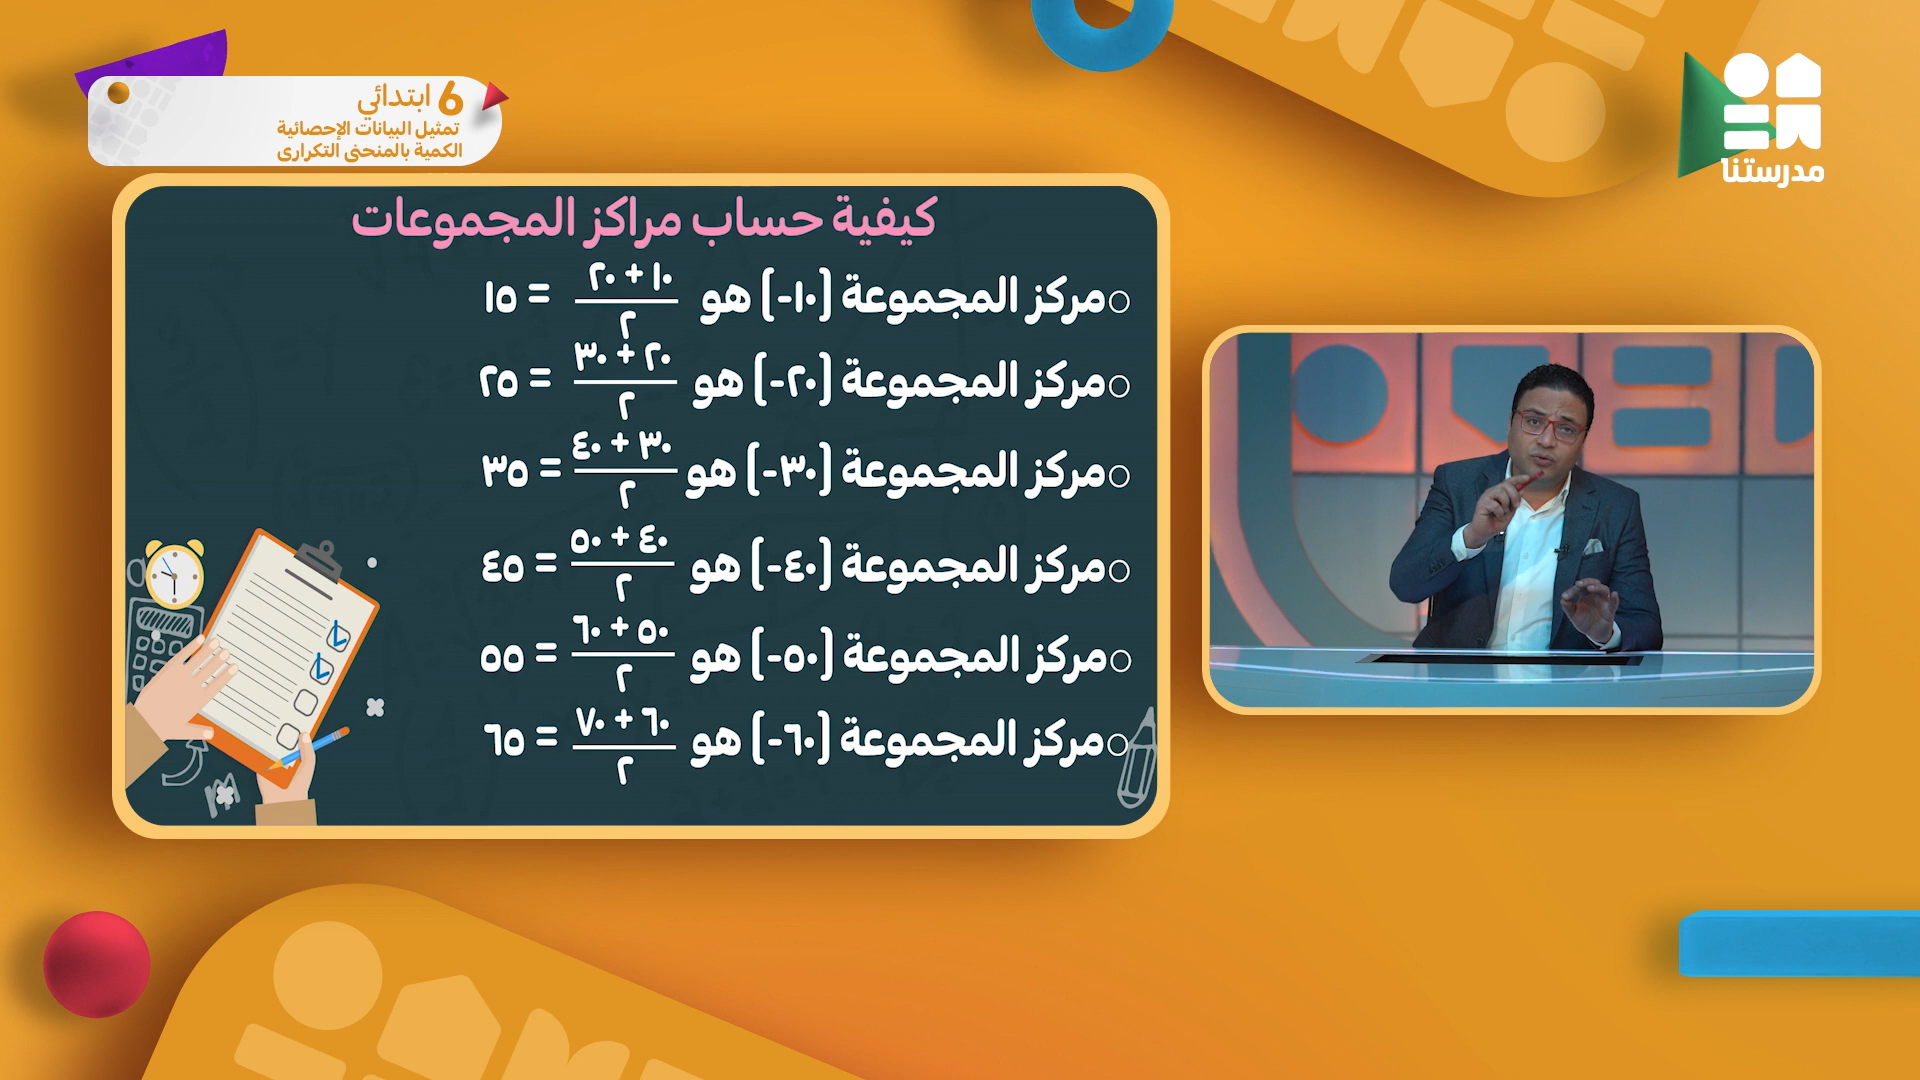 6 ابتدائي
تمثيل البيانات الإحصائية
الكمية بالمنحنى التكرارى
مدرستنا
كيفية حساب مراكز المجموعات
مركز المجموعة (١٠-) هو ١٠ + ٢٠ / ٢ = ١٥
مركز المجموعة (٢٠-) هو ٢٠ + ٣٠ / ٢ = ٢٥
مركز المجموعة (٣٠-) هو ٣٠ + ٤٠ / ٢ = ٣٥
مركز المجموعة (٤٠-) هو ٤٠ + ٥٠ / ٢ = ٤٥
مركز المجموعة (٥٠-) هو ٥٠ + ٦٠ / ٢ = ٥٥
مركز المجموعة (٦٠-) هو ٦٠ + ٧٠ / ٢ = ٦٥